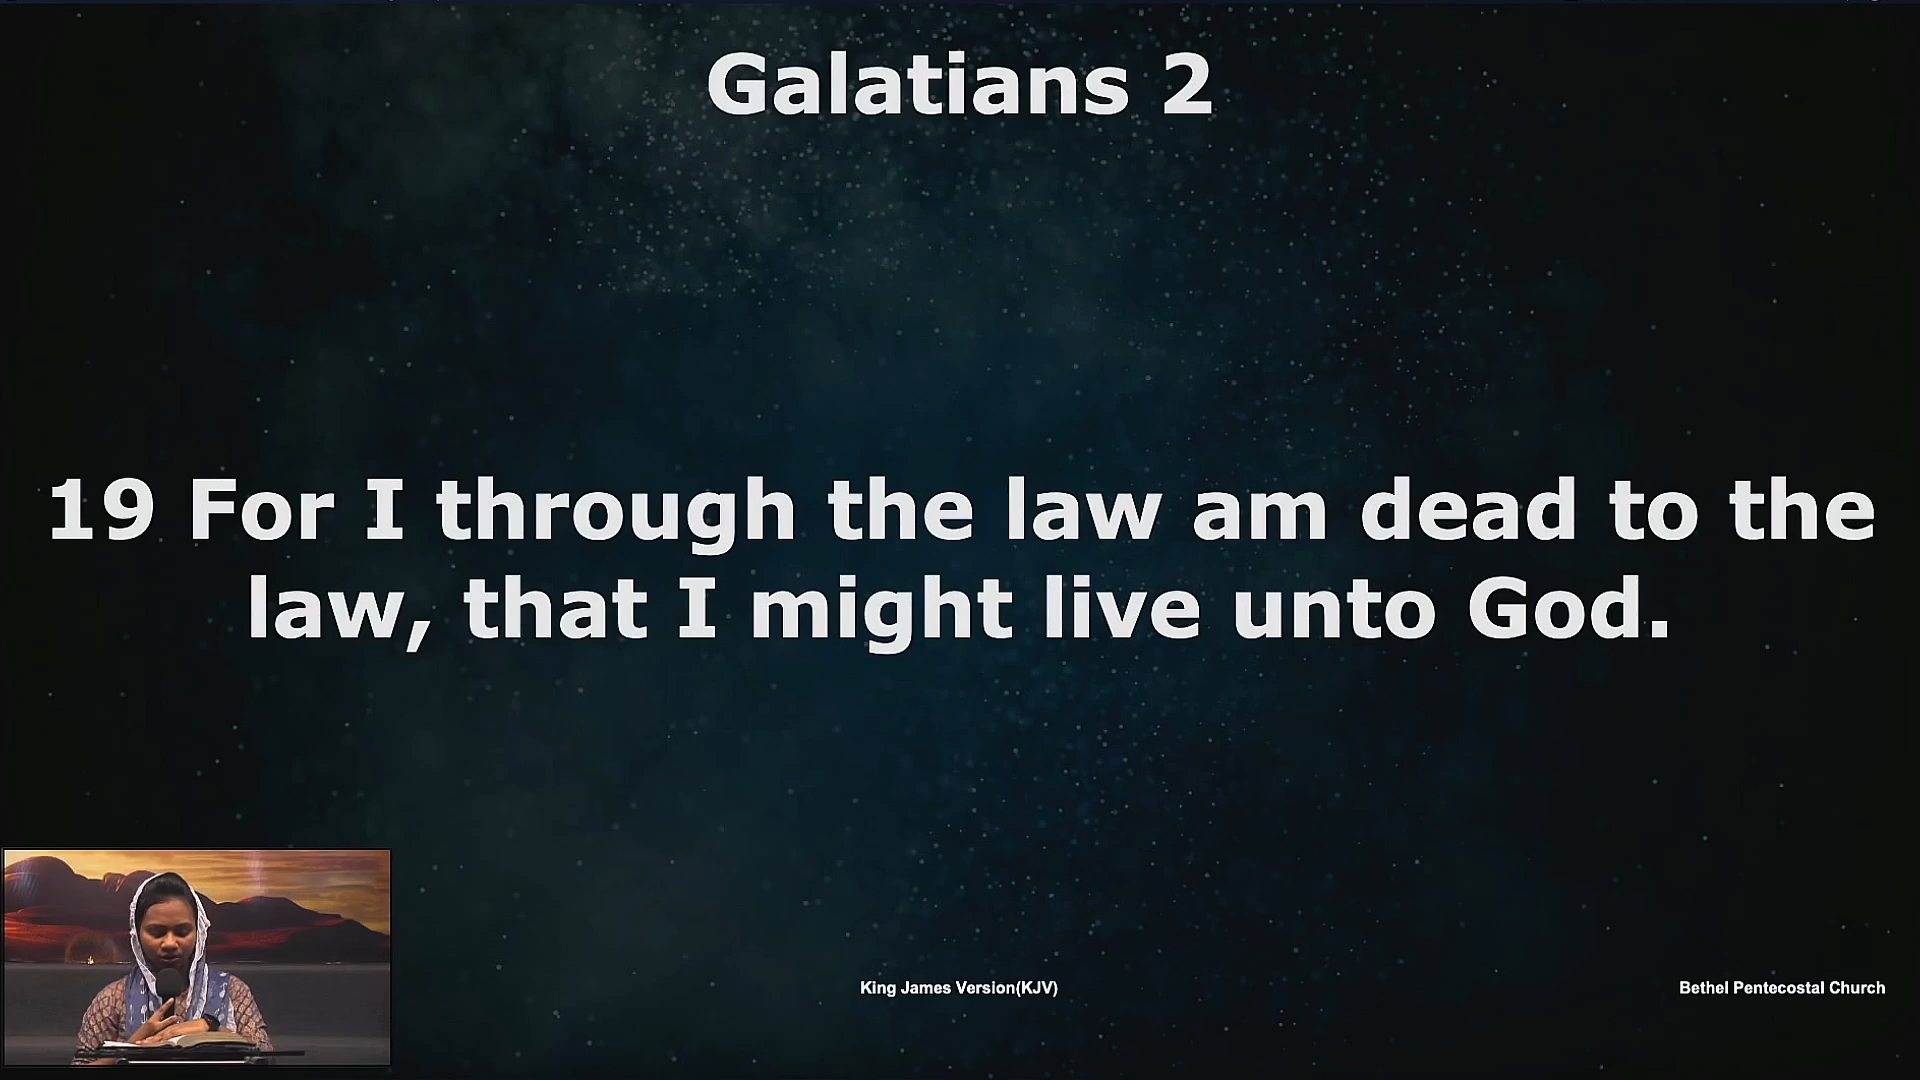 Galatians 2
19 For I through the law am dead to the
law, that I might live unto God.
King James Version(KJV)
Bethel Pentecostal Church